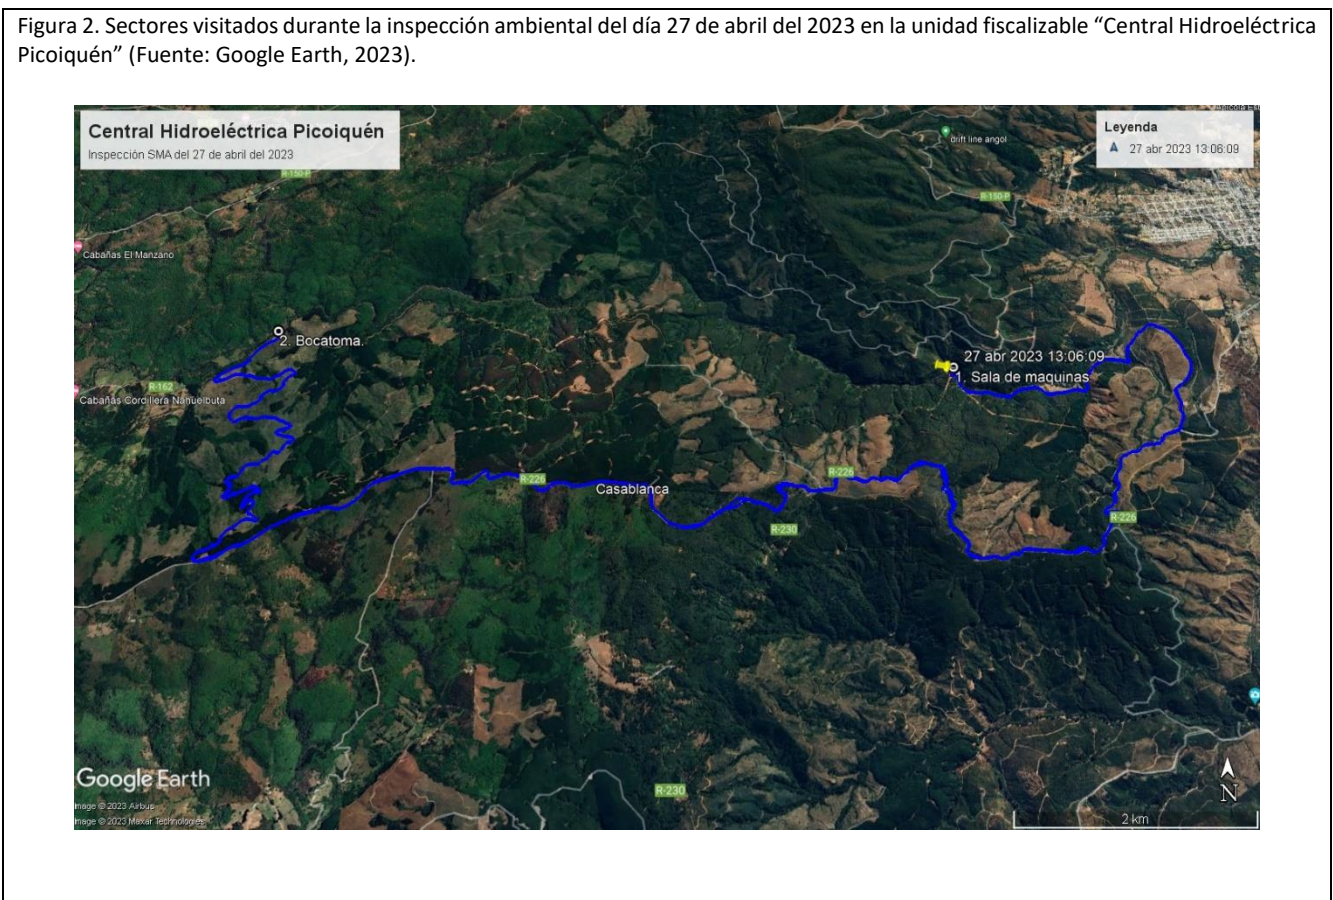 Figura 2. Sectores visitados durante la inspección ambiental del día 27 de abril del 2023 en la unidad fiscalizable “Central Hidroeléctrica
Picoiquén” (Fuente: Google Earth, 2023).
Central Hidroeléctrica Picoiquén
Inspección SMA del 27 de abril del 2023
Leyenda
27 abr 2023 13:06:09
drift line angol
R-150-P
R-150-P
Cabañas El Manzano
2. Bocatoma.
27 abr 2023 13:06:09
1. Sala de maquinas
R-162
Cabañas Cordillera Nahuelbuta
R-226
R-226
Casablanca
R-226
R-230
R-230
Google Earth
Image © 2023 Airbus
Image © 2023 Maxar Technologies
N
2 km